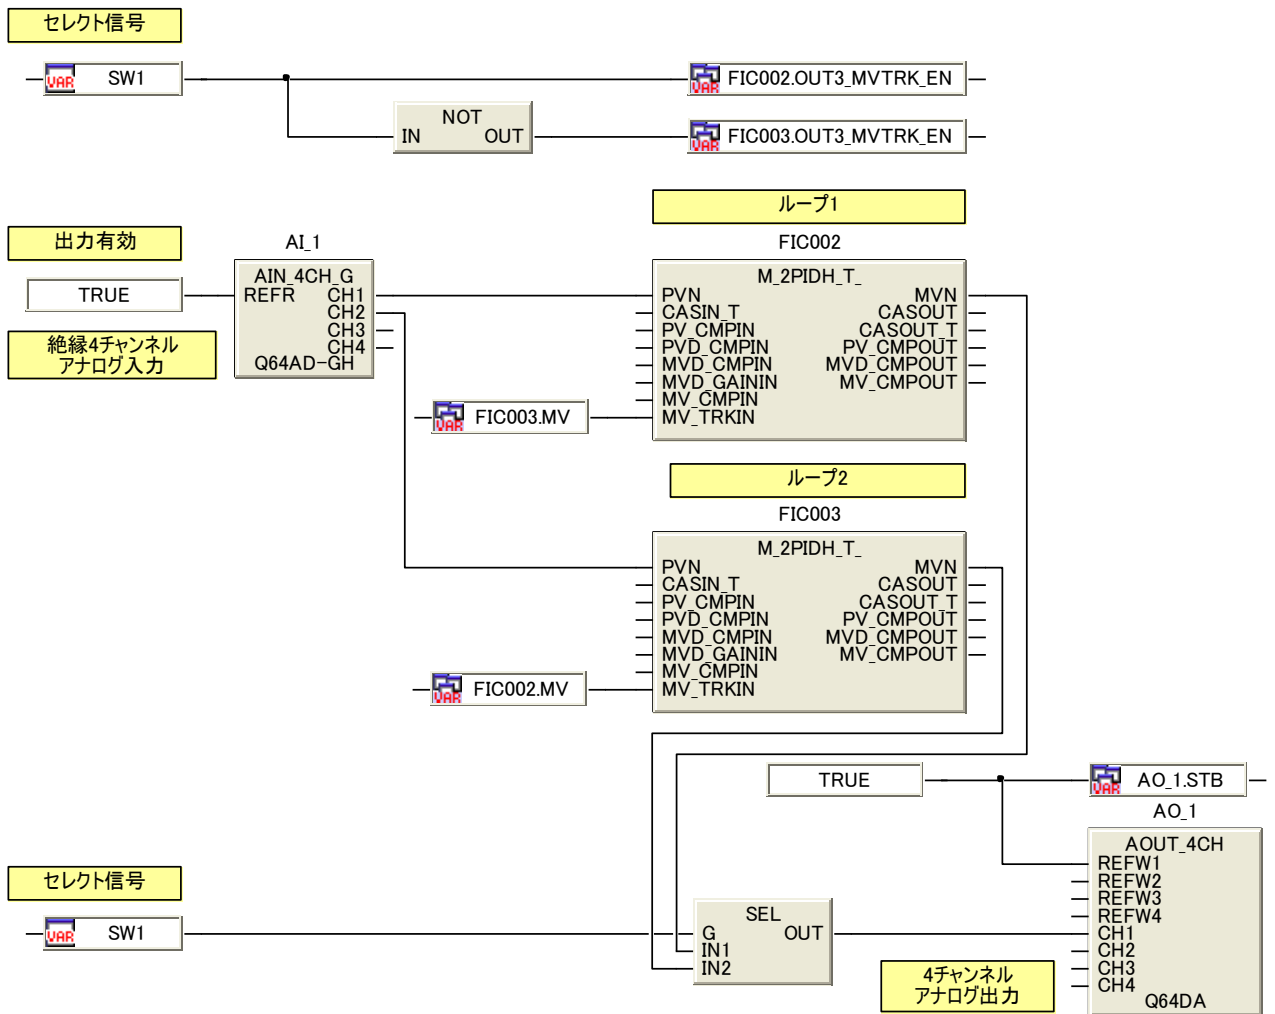 セレクト信号
VAR SW1
VAR FIC002.OUT3_MVTRK_EN
NOT
IN OUT
VAR FIC003.OUT3_MVTRK_EN
ループ1
出力有効
AI_1
FIC002
TRUE
AIN_4CH_G
REFR CH1
CH2
CH3
CH4
Q64AD-GH
絶縁4チャンネル
アナログ入力
M_2PIDH_T_
PVN MVN
CASIN_T CASOUT
PV_CMPIN CASOUT_T
PVD_CMPIN PV_CMPOUT
MVD_CMPIN MVD_CMPOUT
MVD_GAININ MV_CMPOUT
MV_CMPIN
MV_TRKIN
VAR FIC003.MV
ループ2
FIC003
M_2PIDH_T_
PVN MVN
CASIN_T CASOUT
PV_CMPIN CASOUT_T
PVD_CMPIN PV_CMPOUT
MVD_CMPIN MVD_CMPOUT
MVD_GAININ MV_CMPOUT
MV_CMPIN
MV_TRKIN
VAR FIC002.MV
TRUE
VAR AO_1.STB
AO_1
AOUT_4CH
REFW1
REFW2
REFW3
REFW4
CH1
CH2
CH3
CH4
Q64DA
セレクト信号
VAR SW1
SEL
G OUT
IN1
IN2
4チャンネル
アナログ出力